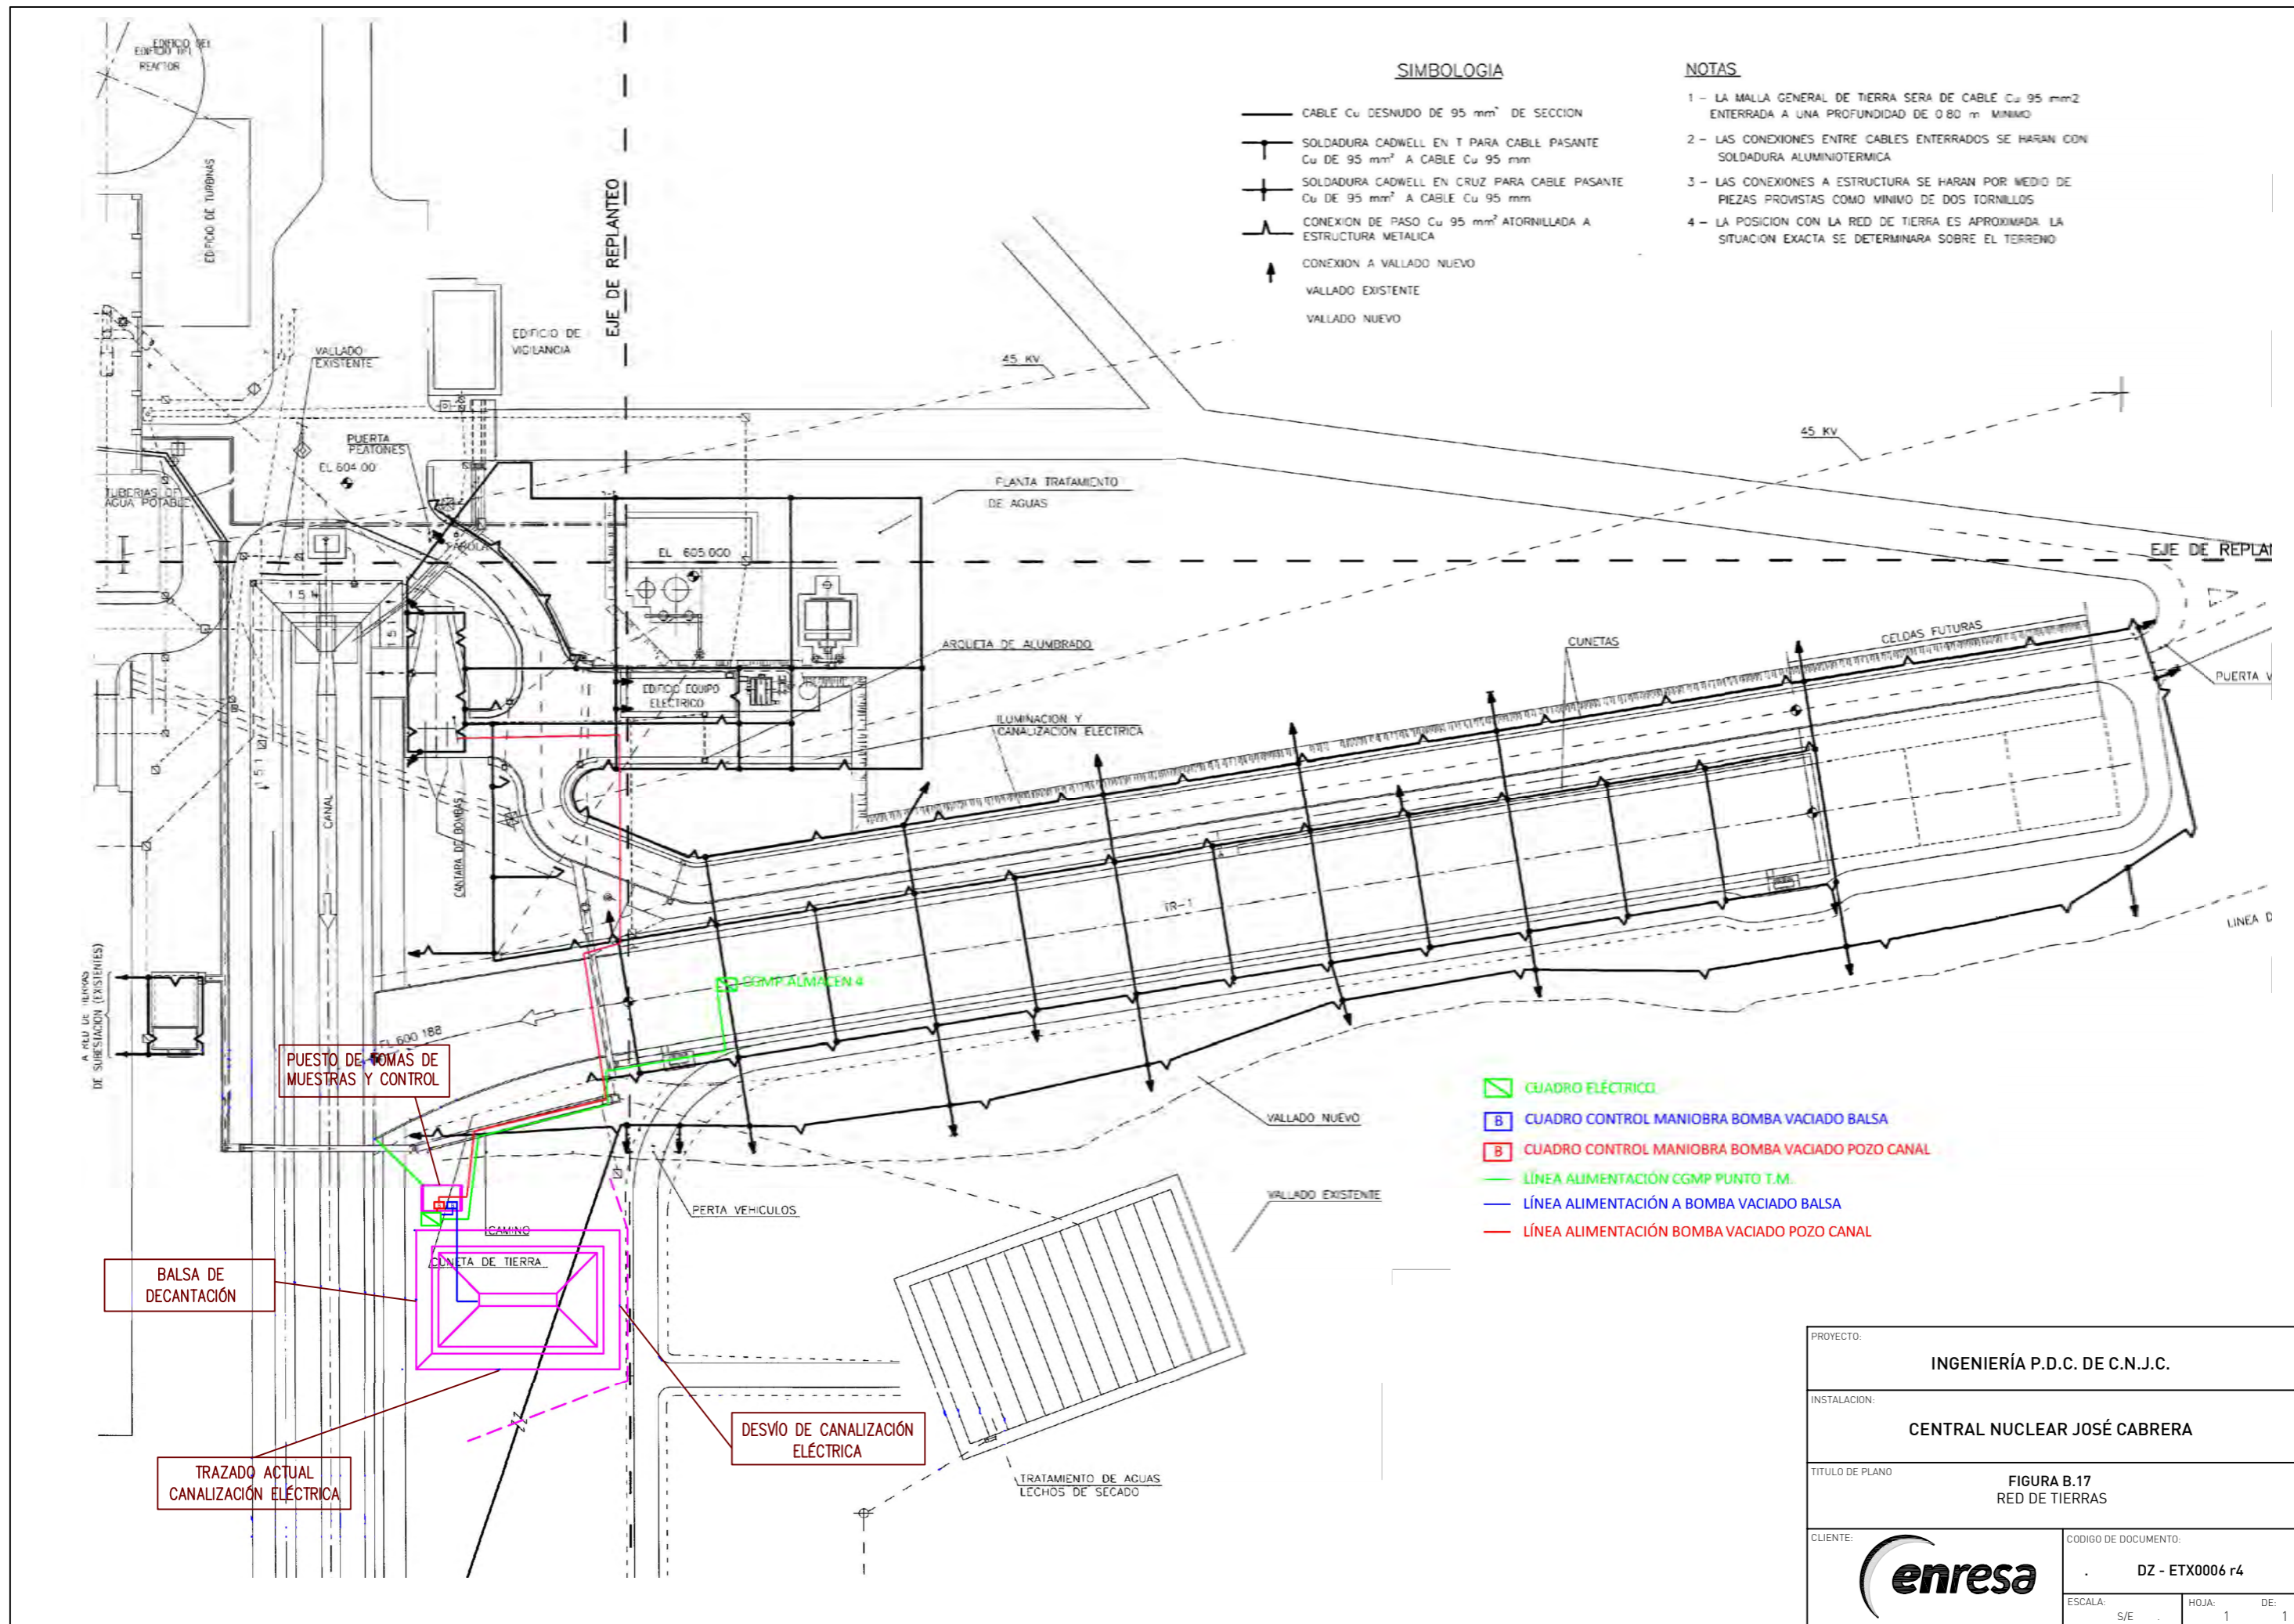 EDIFICIO DEL
REACTOR
EDIFICIO DE TURBINAS
EJE DE REPLANTEO
EDIFICIO DE
VIGILANCIA
VALLADO
EXISTENTE
PUERTA
PEATONES
EL 604.00
TUBERIAS DE
AGUA POTABLE
FAROLA
SIMBOLOGIA
CABLE Cu DESNUDO DE 95 mm² DE SECCION
SOLDADURA CADWELL EN T PARA CABLE PASANTE
Cu DE 95 mm² A CABLE Cu 95 mm
SOLDADURA CADWELL EN CRUZ PARA CABLE PASANTE
Cu DE 95 mm² A CABLE Cu 95 mm
CONEXION DE PASO Cu 95 mm² ATORNILLADA A
ESTRUCTURA METALICA
CONEXION A VALLADO NUEVO
VALLADO EXISTENTE
VALLADO NUEVO
NOTAS
1 - LA MALLA GENERAL DE TIERRA SERA DE CABLE Cu 95 mm2
ENTERRADA A UNA PROFUNDIDAD DE 0 80 m MINIMO
2 - LAS CONEXIONES ENTRE CABLES ENTERRADOS SE HARAN CON
SOLDADURA ALUMINIOTERMICA
3 - LAS CONEXIONES A ESTRUCTURA SE HARAN POR MEDIO DE
PIEZAS PROVISTAS COMO MINIMO DE DOS TORNILLOS
4 - LA POSICION CON LA RED DE TIERRA ES APROXIMADA LA
SITUACION EXACTA SE DETERMINARA SOBRE EL TERRENO
45 KV
45 KV
PLANTA TRATAMIENTO
DE AGUAS
EL 605.000
EJE DE REPLAN
ARQUETA DE ALUMBRADO
CUNETAS
CELDAS FUTURAS
PUERTA V
EDIFICIO EQUIPO
ELECTRICO
ILUMINACION Y
CANALIZACION ELECTRICA
1 5.1
1 5.1
CANAL
CANTARA DE BOMBAS
TR-1
LINEA D
CGMP ALMACEN 4
A RED DE TIERRAS
DE SUBESTACION (EXISTENTES)
EL 600 188
PUESTO DE TOMAS DE
MUESTRAS Y CONTROL
VALLADO NUEVO
VALLADO EXISTENTE
PERTA VEHICULOS
CAMINO
CUNETA DE TIERRA
BALSA DE
DECANTACIÓN
CUADRO ELÉCTRICO
B CUADRO CONTROL MANIOBRA BOMBA VACIADO BALSA
B CUADRO CONTROL MANIOBRA BOMBA VACIADO POZO CANAL
LÍNEA ALIMENTACIÓN CGMP PUNTO T.M.
LÍNEA ALIMENTACIÓN A BOMBA VACIADO BALSA
LÍNEA ALIMENTACIÓN BOMBA VACIADO POZO CANAL
DESVÍO DE CANALIZACIÓN
ELÉCTRICA
TRAZADO ACTUAL
CANALIZACIÓN ELÉCTRICA
TRATAMIENTO DE AGUAS
LECHOS DE SECADO
PROYECTO:
INGENIERÍA P.D.C. DE C.N.J.C.
INSTALACION:
CENTRAL NUCLEAR JOSÉ CABRERA
TITULO DE PLANO
FIGURA B.17
RED DE TIERRAS
CLIENTE:
enresa
CODIGO DE DOCUMENTO:
. DZ - ETX0006 r4
ESCALA:
S/E .
HOJA:
1
DE:
1